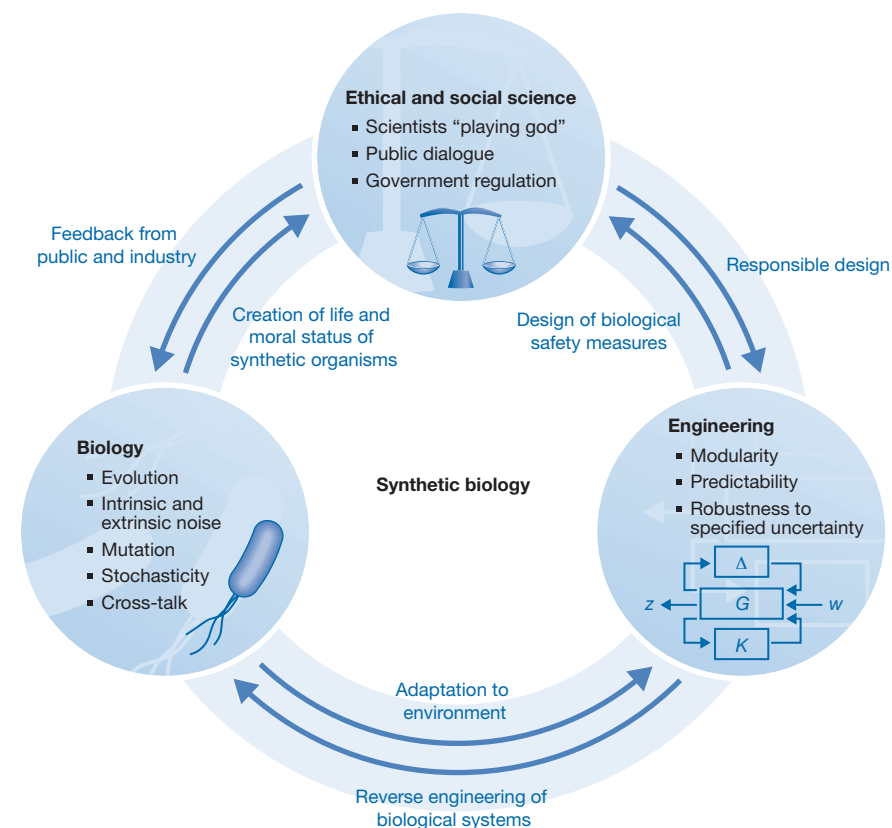 Ethical and social science
▪ Scientists “playing god”
▪ Public dialogue
▪ Government regulation
Feedback from
public and industry
Creation of life and
moral status of
synthetic organisms
Design of biological
safety measures
Responsible design
Biology
▪ Evolution
▪ Intrinsic and
extrinsic noise
▪ Mutation
▪ Stochasticity
▪ Cross-talk
Synthetic biology
Engineering
▪ Modularity
▪ Predictability
▪ Robustness to
specified uncertainty
Δ
z G w
K
Adaptation to
environment
Reverse engineering of
biological systems